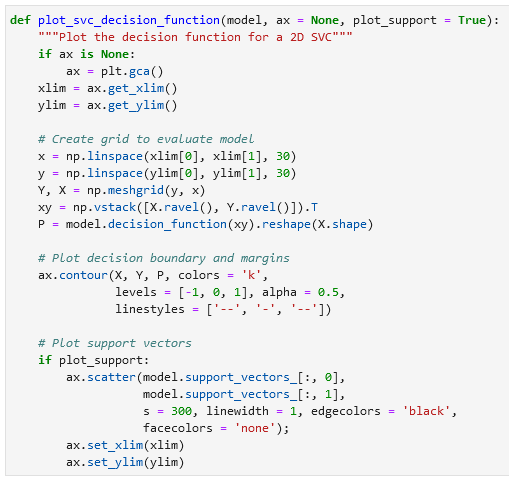 def plot_svc_decision_function(model, ax = None, plot_support = True):
    """Plot the decision function for a 2D SVC"""
    if ax is None:
        ax = plt.gca()
    xlim = ax.get_xlim()
    ylim = ax.get_ylim()

    # Create grid to evaluate model
    x = np.linspace(xlim[0], xlim[1], 30)
    y = np.linspace(ylim[0], ylim[1], 30)
    Y, X = np.meshgrid(y, x)
    xy = np.vstack([X.ravel(), Y.ravel()]).T
    P = model.decision_function(xy).reshape(X.shape)

    # Plot decision boundary and margins
    ax.contour(X, Y, P, colors = 'k',
               levels = [-1, 0, 1], alpha = 0.5,
               linestyles = ['--', '-', '--'])

    # Plot support vectors
    if plot_support:
        ax.scatter(model.support_vectors_[:, 0],
                   model.support_vectors_[:, 1],
                   s = 300, linewidth = 1, edgecolors = 'black',
                   facecolors = 'none');
        ax.set_xlim(xlim)
        ax.set_ylim(ylim)